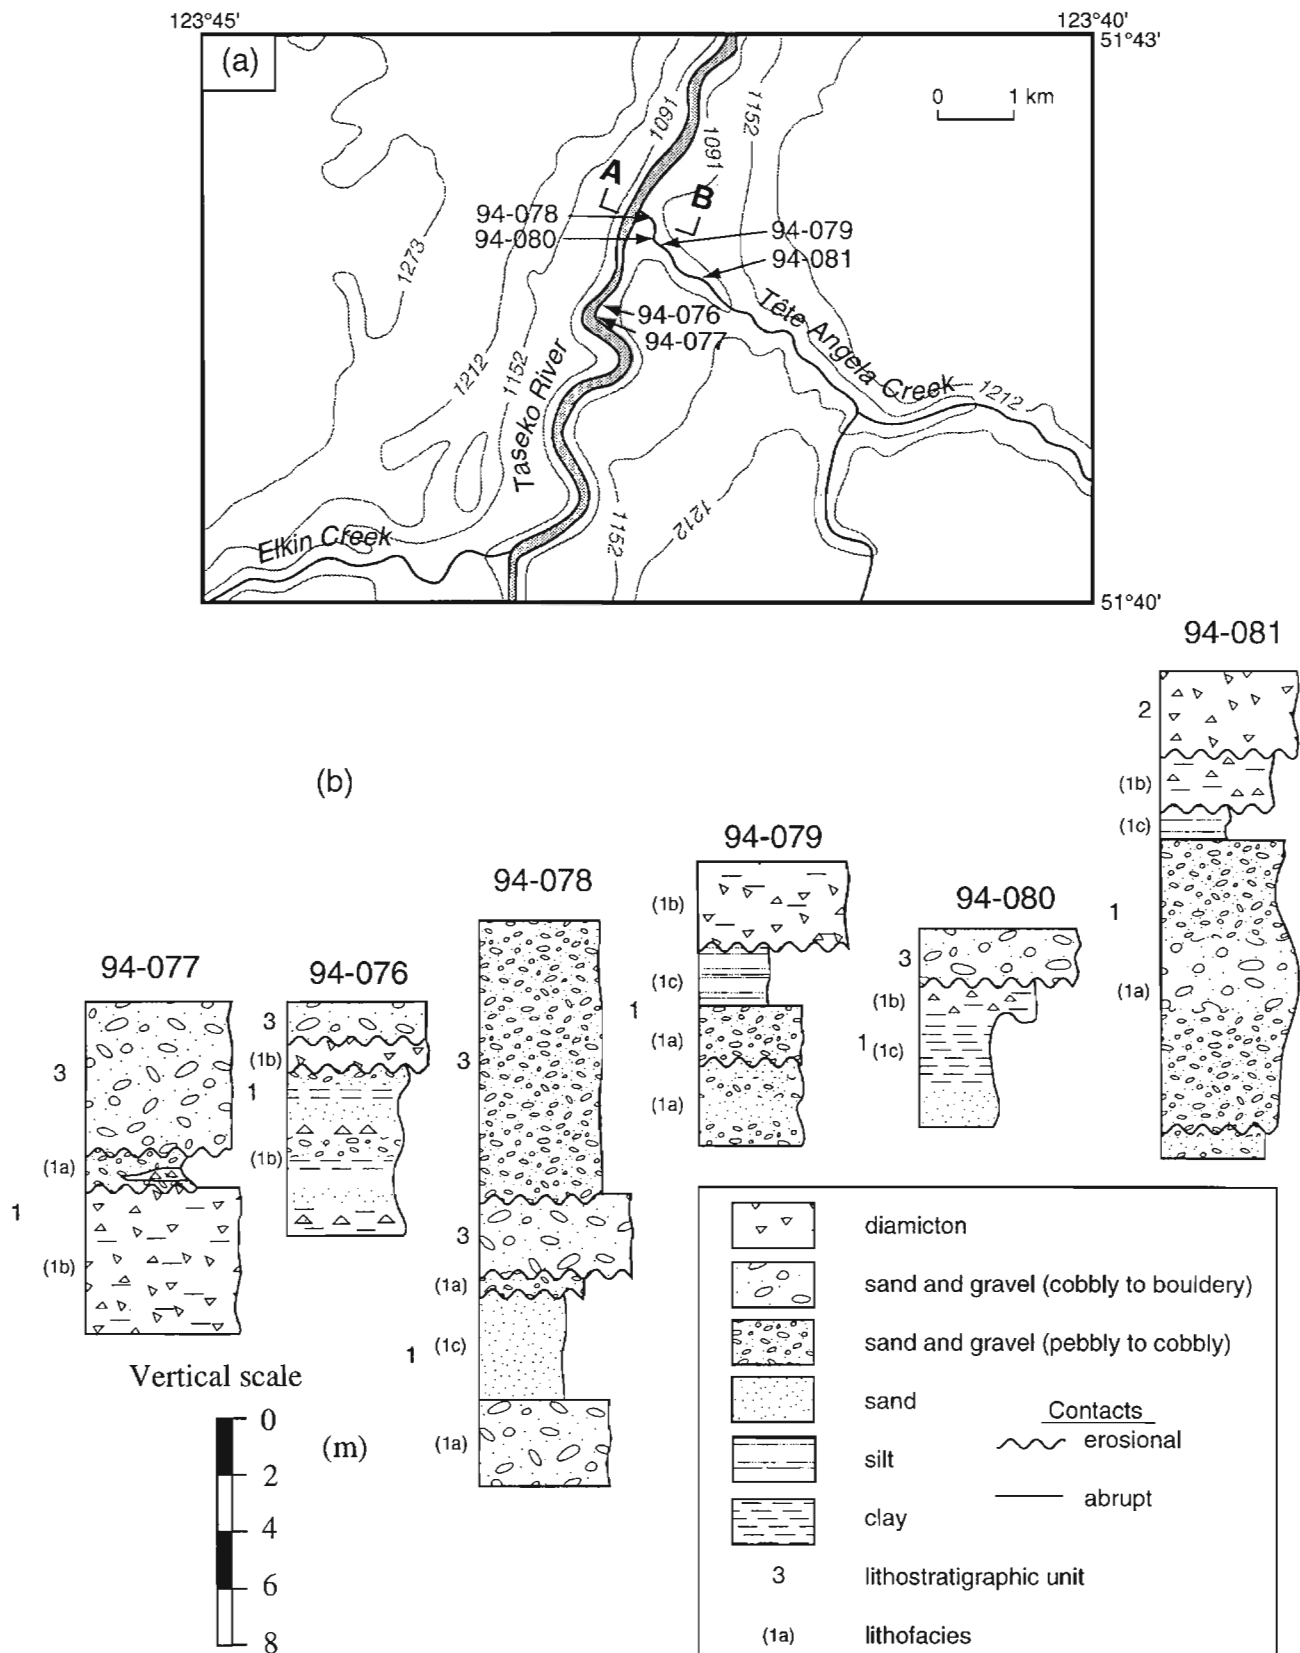 123°45'
123°40'
51°43'
(a)
0 1 km
1091
1091
1152
A
B
94-078
94-080
94-079
94-081
1273
94-076
94-077
Tête Angela Creek
1212
1212
1152
Taseko River
1152
1212
Elkin Creek
51°40'
94-081
2
(1b)
(1c)
1
(1a)
(b)
94-079
(1b)
(1c)
1
(1a)
(1a)
94-078
3
3
(1a)
(1c)
1
(1a)
94-080
3
(1b)
1 (1c)
94-077
3
(1a)
1
(1b)
94-076
3
(1b)
1
(1b)
Vertical scale
0
2
4
6
8
(m)
diamicton
sand and gravel (cobbly to bouldery)
sand and gravel (pebbly to cobbly)
sand
silt
clay
Contacts
erosional
abrupt
3 lithostratigraphic unit
(1a) lithofacies